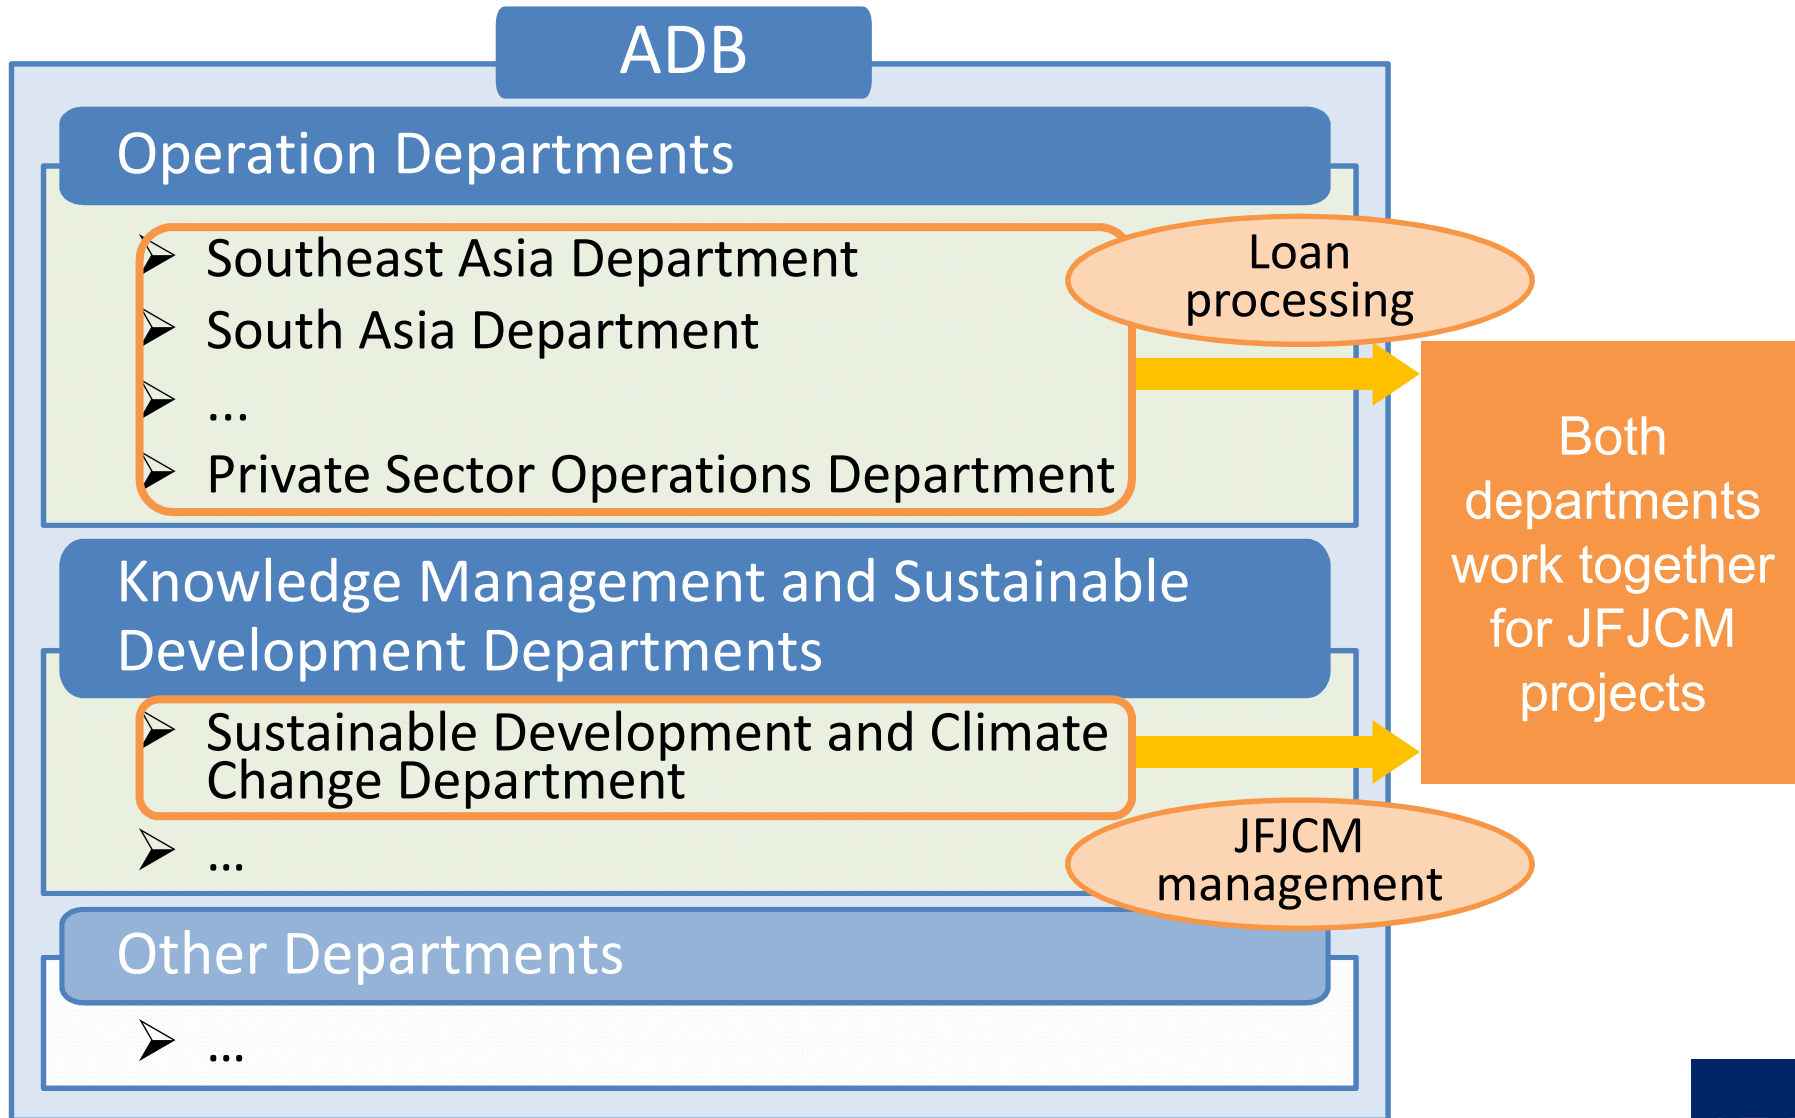 ADB
Operation Departments
➢ Southeast Asia Department
➢ South Asia Department
➢ ...
➢ Private Sector Operations Department
Loan
processing
Knowledge Management and Sustainable
Development Departments
➢ Sustainable Development and Climate
Change Department
➢ ...
JFJCM
management
Both
departments
work together
for JFJCM
projects
Other Departments
➢ ...